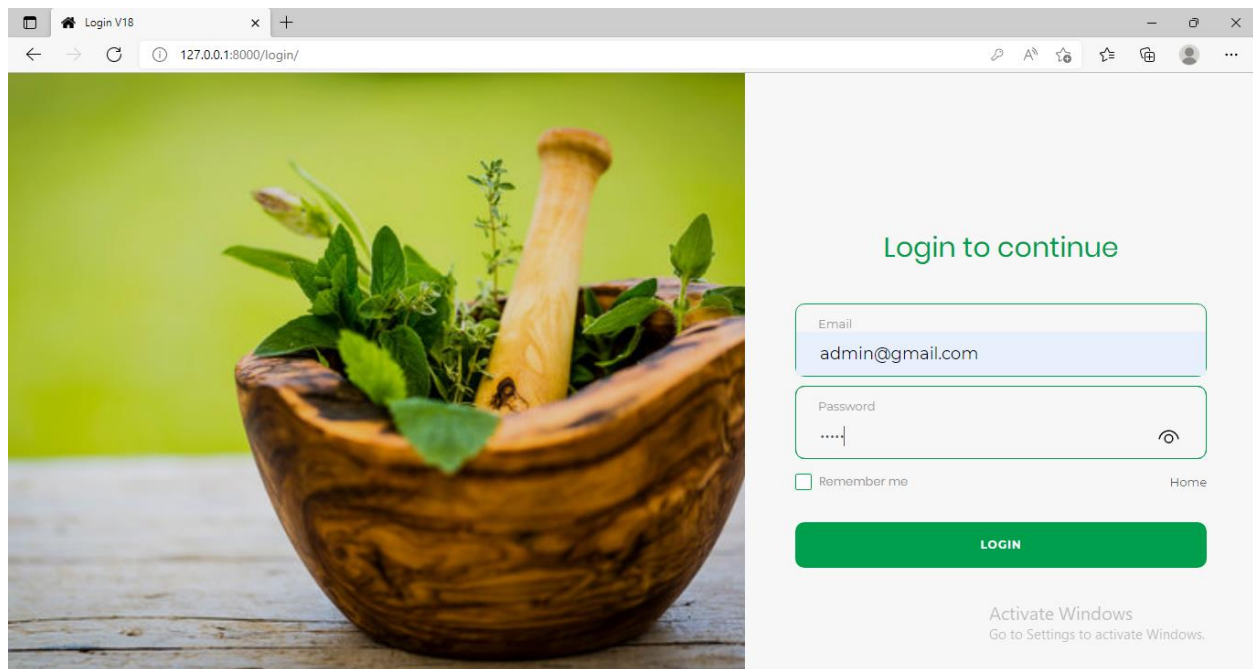 Login V18
127.0.0.1:8000/login/
Login to continue
Email
admin@gmail.com
Password
•••••
Remember me
Home
LOGIN
Activate Windows
Go to Settings to activate Windows.